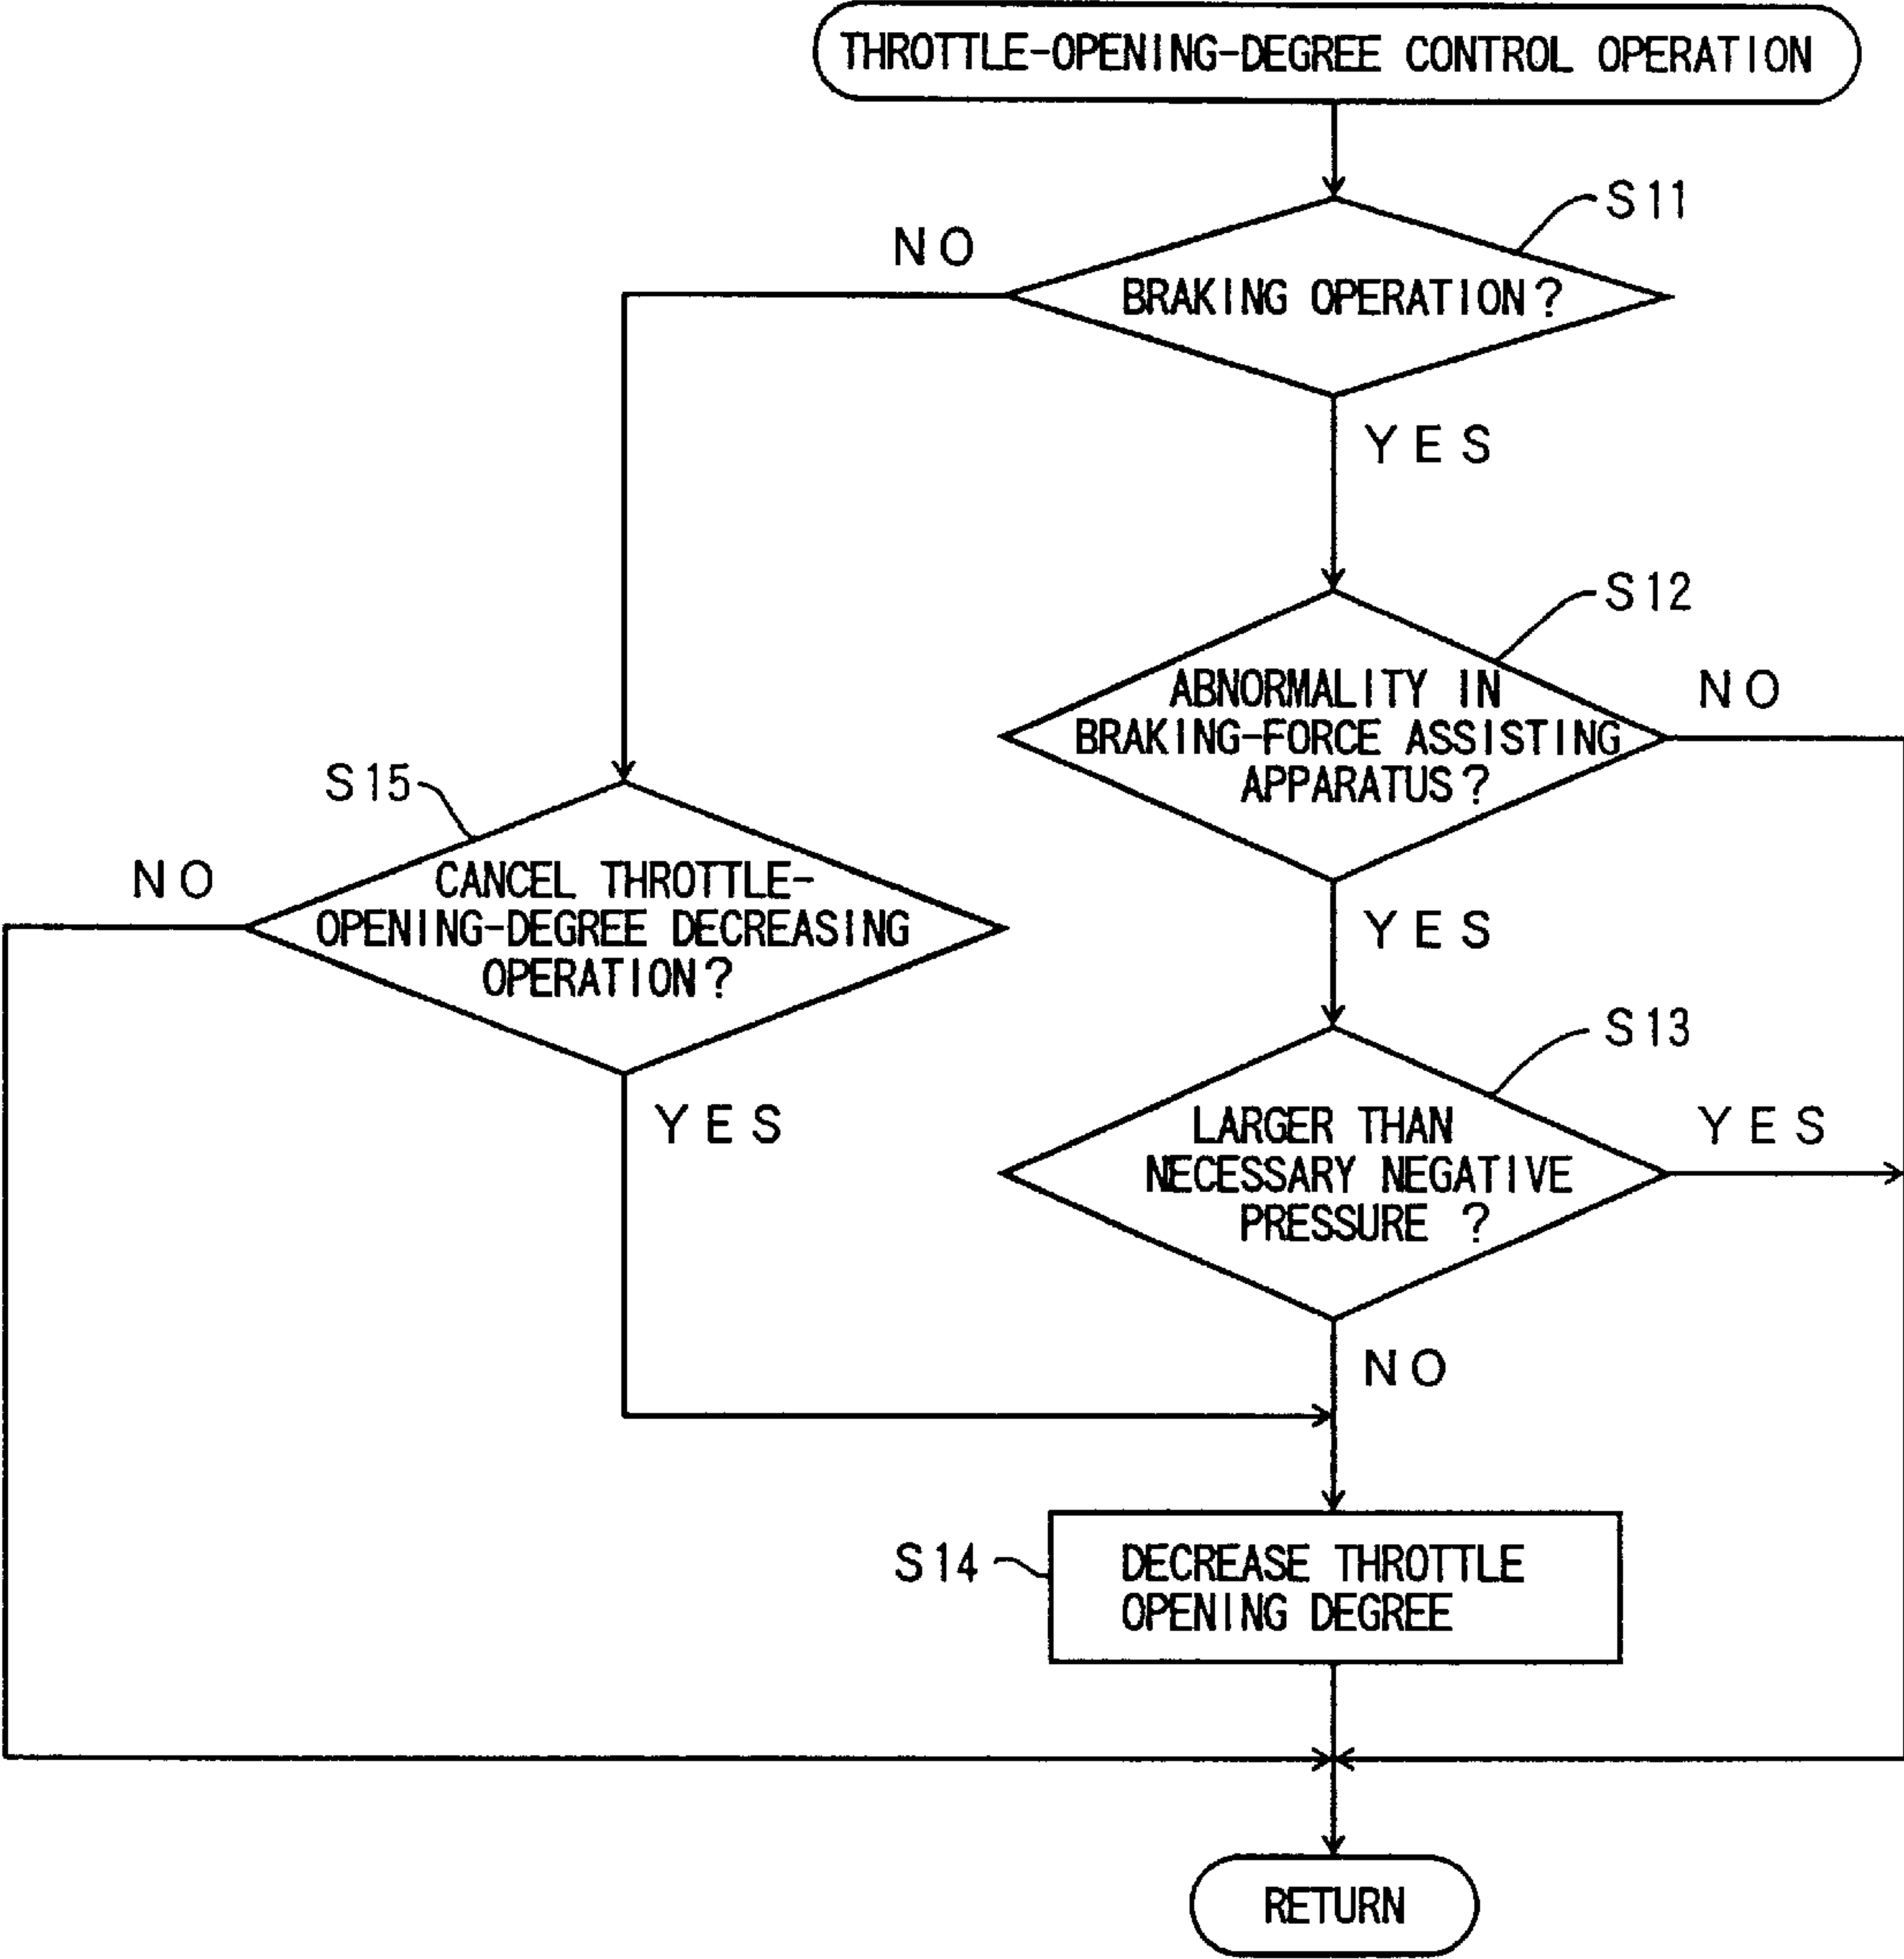 THROTTLE-OPENING-DEGREE CONTROL OPERATION
S11
NO
BRAKING OPERATION?
YES
S12
ABNORMALITY IN
BRAKING-FORCE ASSISTING
APPARATUS?
NO
S15
NO
CANCEL THROTTLE-
OPENING-DEGREE DECREASING
OPERATION?
YES
YES
S13
LARGER THAN
NECESSARY NEGATIVE
PRESSURE ?
YES
NO
S14
DECREASE THROTTLE
OPENING DEGREE
RETURN